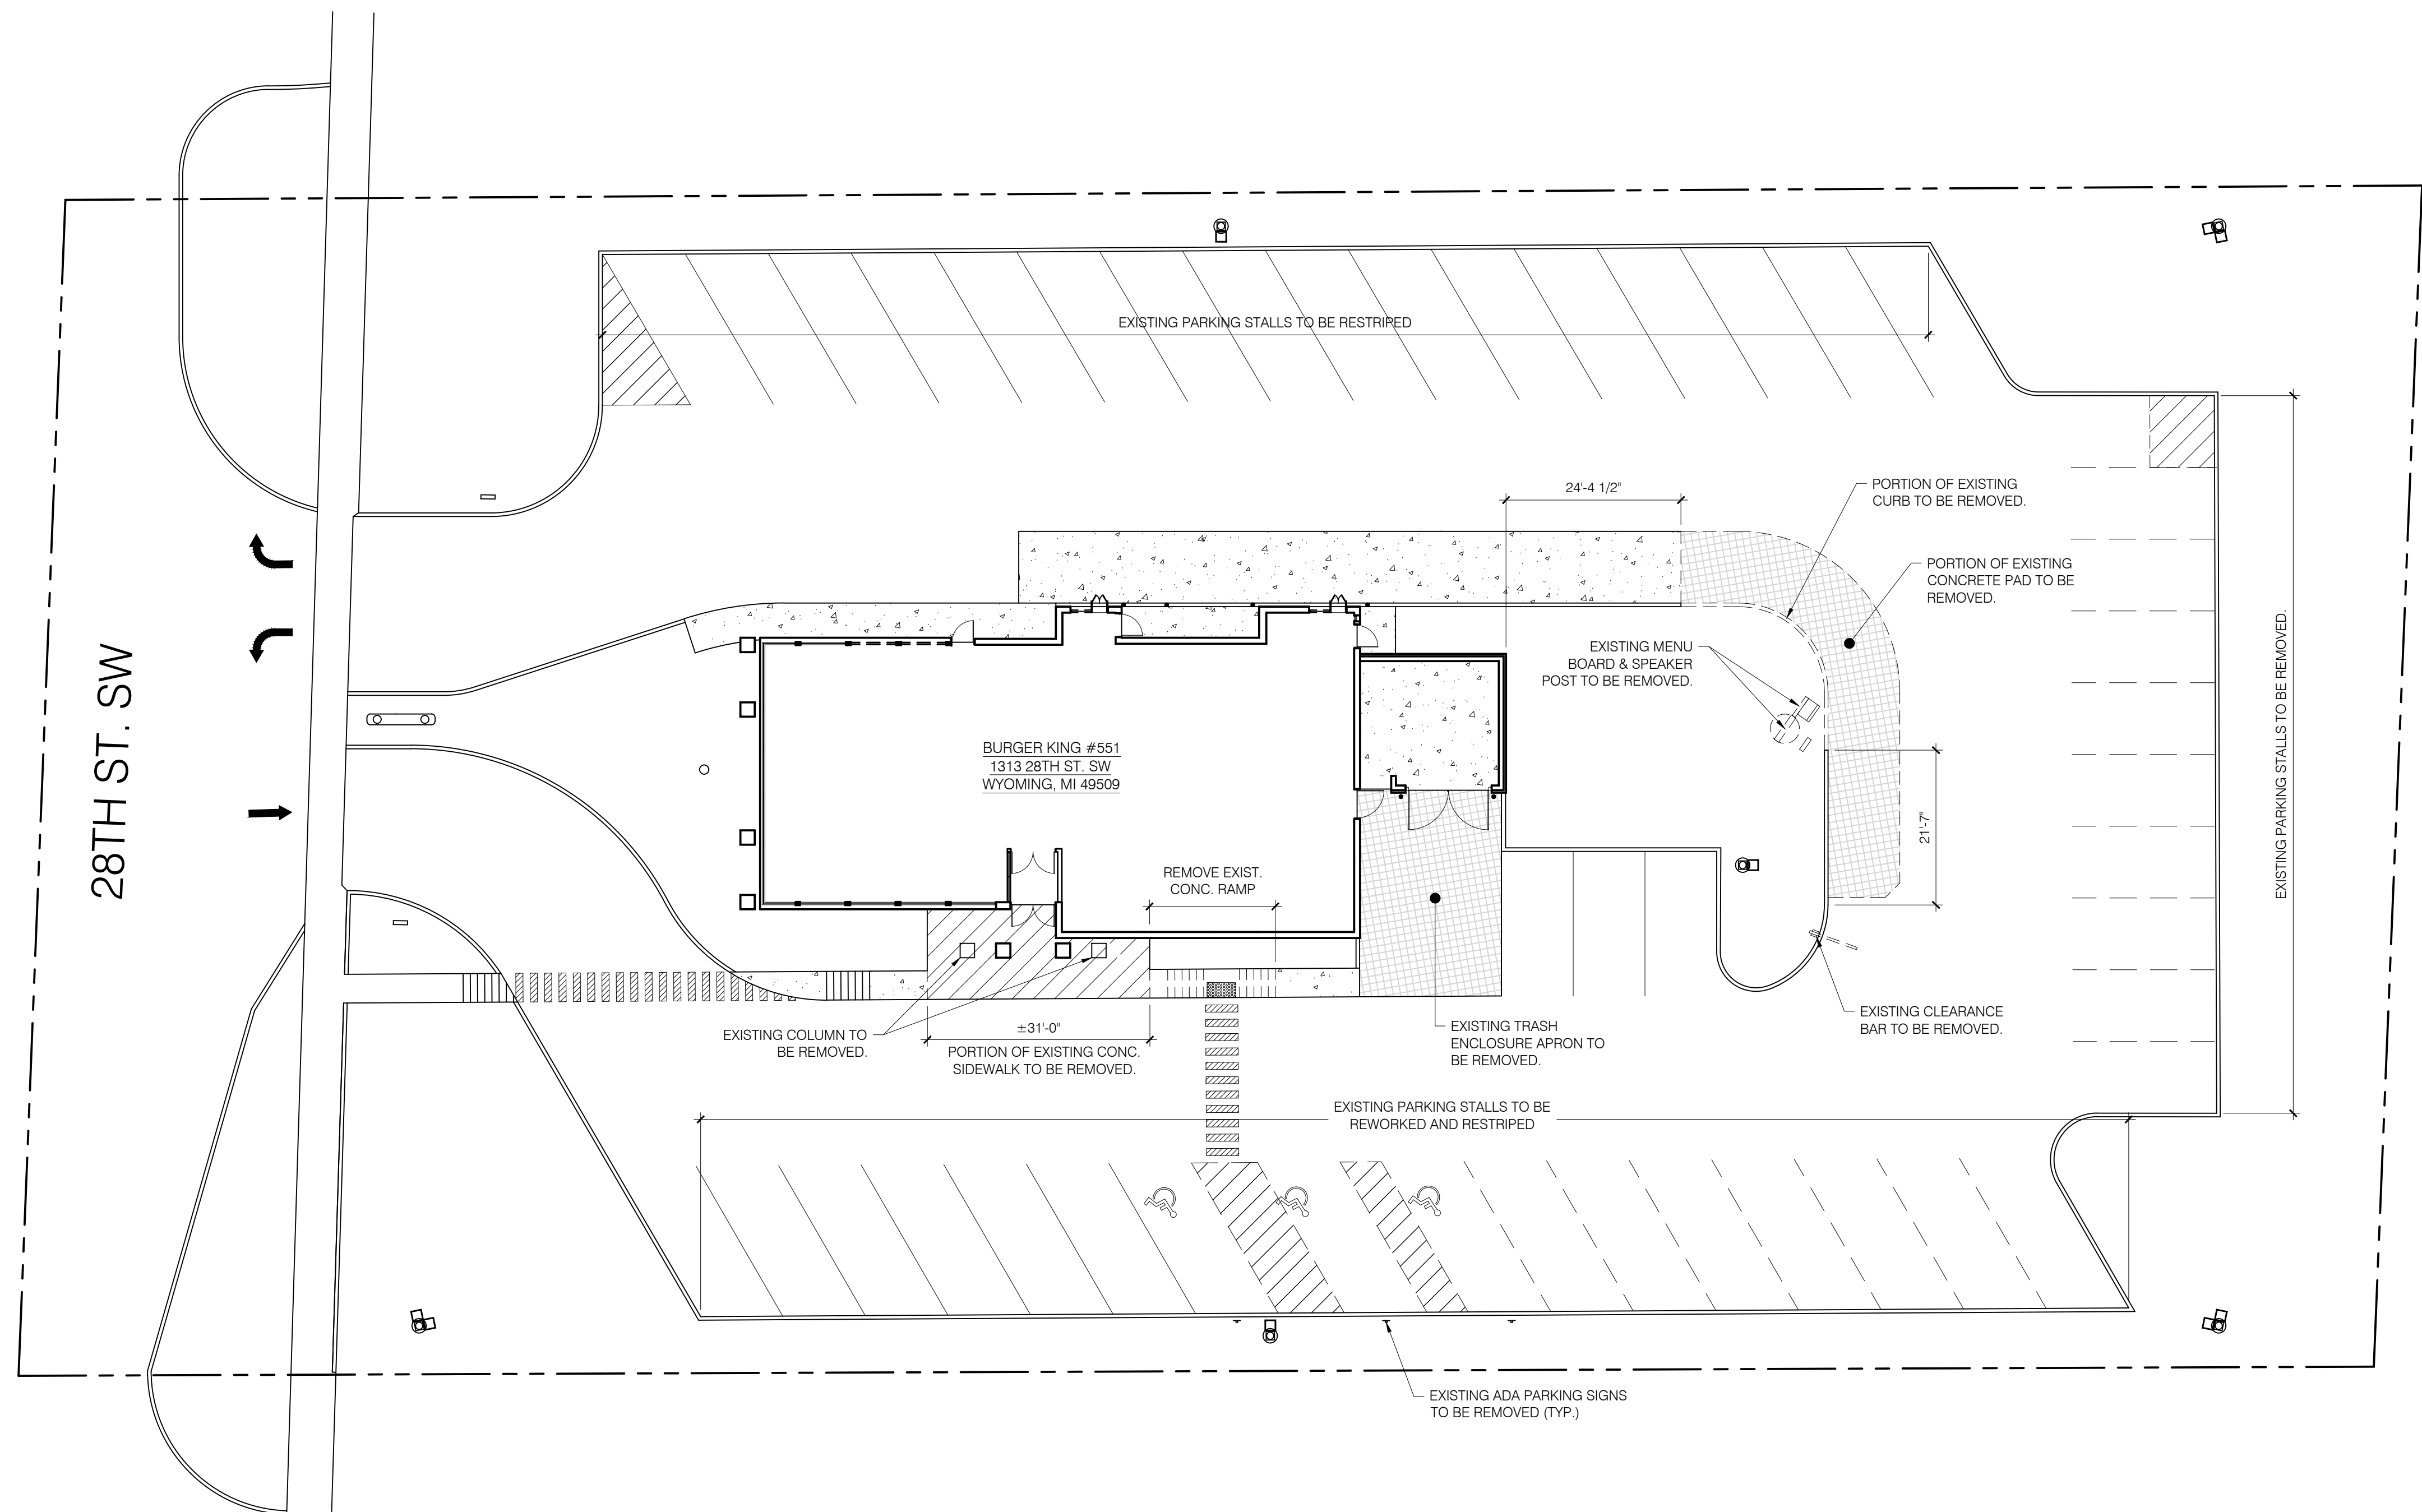 EXISTING PARKING STALLS TO BE RESTRIPED
24'-4 1/2"
PORTION OF EXISTING
CURB TO BE REMOVED.
PORTION OF EXISTING
CONCRETE PAD TO BE
REMOVED.
EXISTING MENU
BOARD & SPEAKER
POST TO BE REMOVED.
EXISTING PARKING STALLS TO BE REMOVED.
28TH ST. SW
BURGER KING #551
1313 28TH ST. SW
WYOMING, MI 49509
21'-7"
REMOVE EXIST.
CONC. RAMP
EXISTING COLUMN TO
BE REMOVED.
±31'-0"
PORTION OF EXISTING CONC.
SIDEWALK TO BE REMOVED.
EXISTING TRASH
ENCLOSURE APRON TO
BE REMOVED.
EXISTING CLEARANCE
BAR TO BE REMOVED.
EXISTING PARKING STALLS TO BE
REWORKED AND RESTRIPED
EXISTING ADA PARKING SIGNS
TO BE REMOVED (TYP.)